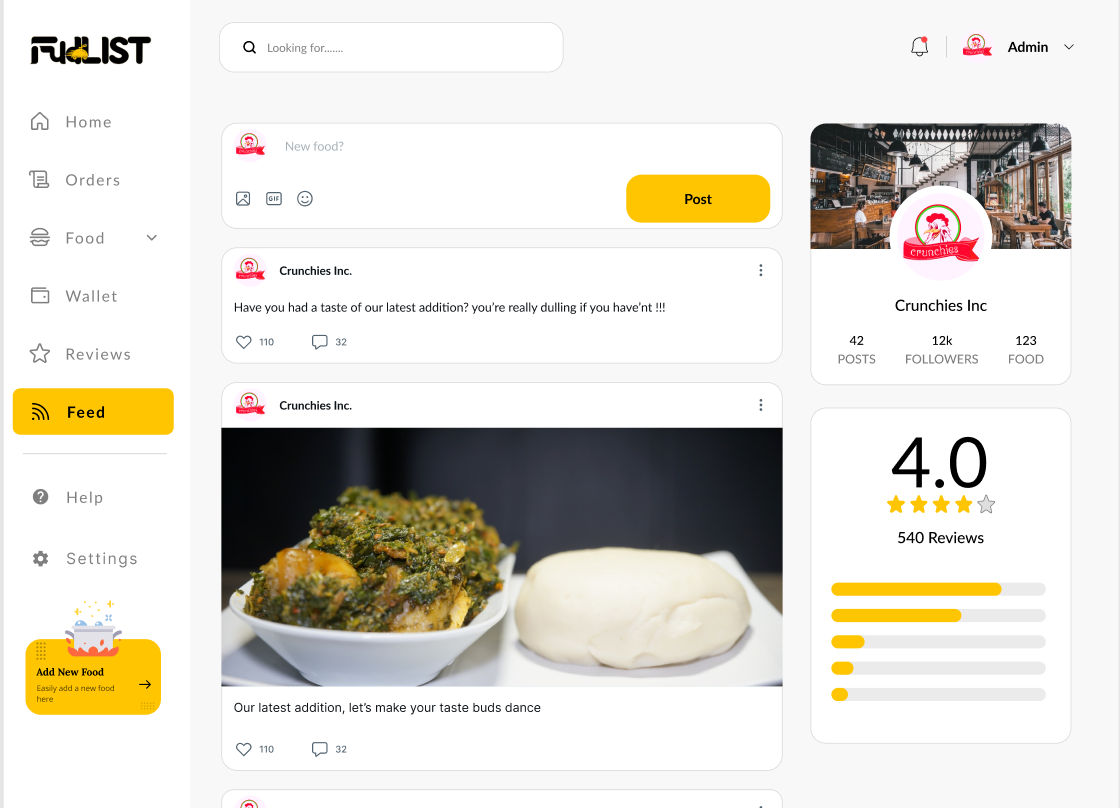 FudLIST
Home
Orders
Food
Wallet
Reviews
Feed
Help
Settings
Add New Food
Easily add a new food
here
Looking for.......
Admin
crunchies
New food?
GIF
Post
Crunchies Inc.
Have you had a taste of our latest addition? you're really dulling if you have'nt !!!
110
32
Crunchies Inc.
Our latest addition, let's make your taste buds dance
110
32
crunchies
Crunchies Inc
42
POSTS
12k
FOLLOWERS
123
FOOD
4.0
540 Reviews